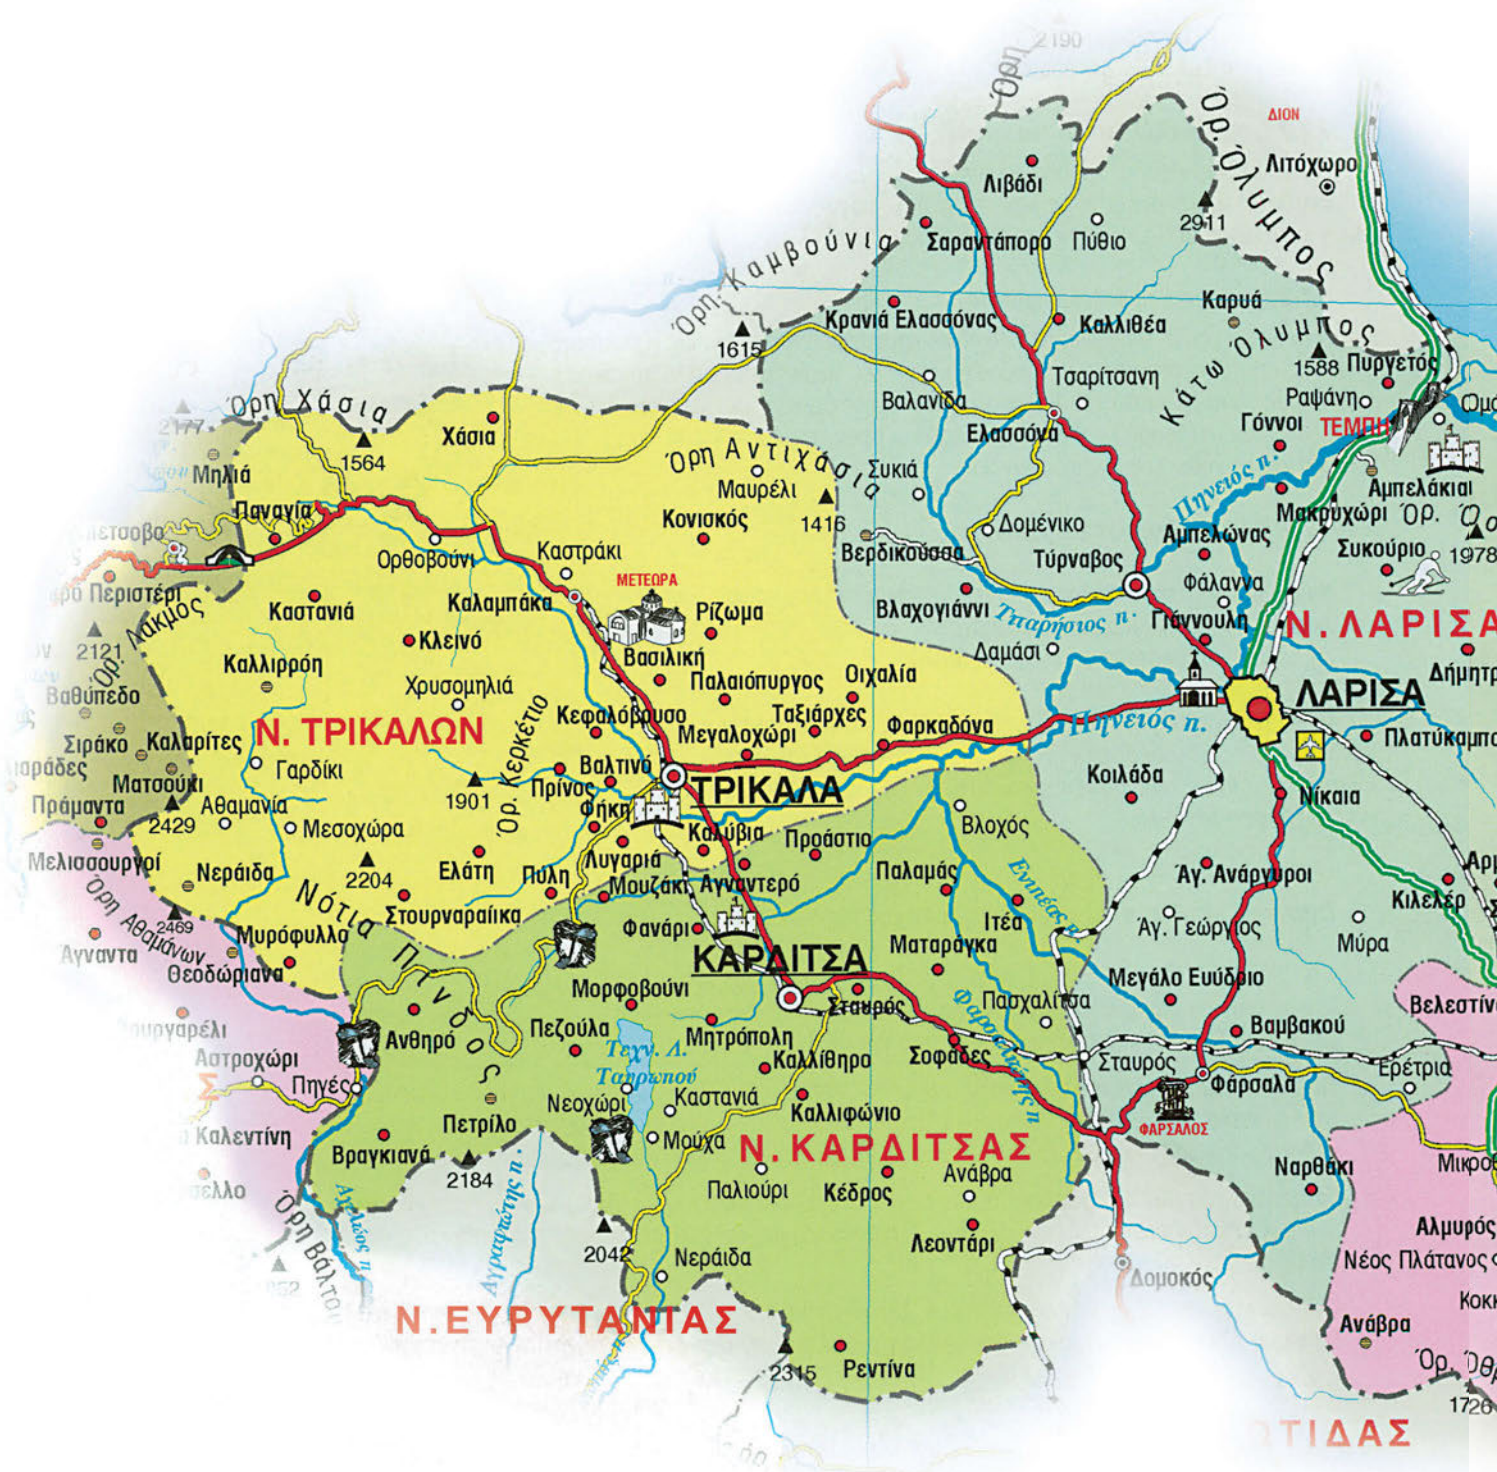 Όρη
2190
ΔΙΟΝ
Λιτόχωρο
Όρ. Όλυμπος
Λιβάδι
2911
Σαραντάπορο
Πύθιο
Όρη Καμβούνια
Καρυά
Κρανιά Ελασσόνας
Καλλιθέα
1615
Κάτω Όλυμπος
1588
Πυργετός
Τσαρίτσανη
Ραψάνη
Βαλανίδα
Όρη Χάσια
2177
Χάσια
Ελασσόνα
Γόννοι
ΤΕΜΠΗ
1564
Όρη Αντιχάσια
Μηλιά
Συκιά
Πηνειός π.
Μαυρέλι
Αμπελάκια
Παναγία
Κονισκός
1416
Δομένικο
Μακρυχώρι
Όρ.
Ορθοβούνι
Καστράκι
Βερδικούσσα
Τύρναβος
Αμπελώνας
Συκούριο
1978
Περιστέρι
ΜΕΤΕΩΡΑ
Φάλαννα
Καστανιά
Καλαμπάκα
Ρίζωμα
Βλαχογιάννι
Τιταρήσιος π.
Γιάννουλη
Ν. ΛΑΡΙΣΑ
Όρ. Λάκμος
2121
Κλεινό
Δαμάσι
Καλλιρρόη
Βασιλική
Βαθύπεδο
Χρυσομηλιά
Παλαιόπυργος
Οιχαλία
ΛΑΡΙΣΑ
Κεφαλόβρυσο
Ταξιάρχες
Φαρκαδόνα
Πηνειός π.
Ν. ΤΡΙΚΑΛΩΝ
Όρ. Κερκέτιο
Μεγαλοχώρι
Σιράκο
Καλαρίτες
Γαρδίκι
Βαλτινό
Κοιλάδα
Ματσούκι
1901
Πρίνος
ΤΡΙΚΑΛΑ
Νίκαια
Πράμαντα
2429
Αθαμανία
Μεσοχώρα
Φήκη
Καλύβια
Προάστιο
Βλοχός
Μελισσουργοί
Νεράιδα
2204
Ελάτη
Πύλη
Λυγαριά
Μουζάκι
Αγναντερό
Παλαμάς
Ενιπέας π.
Άγ. Ανάργυροι
Κιλελέρ
Όρη Αθαμάνων
2469
Νότια Πίνδος
Στουρναραίικα
Φανάρι
Ιτέα
Άγ. Γεώργιος
Μύρα
Άγναντα
Μυρόφυλλο
Ματαράγκα
Θεοδώριανα
ΚΑΡΔΙΤΣΑ
Μεγάλο Ευύδριο
Μορφοβούνι
Σταυρός
Πασχαλίτσα
Ανθηρό
Πεζούλα
Μητρόπολη
Φαρσαλιώτης π
Βαμβακού
Αστροχώρι
Τεχν. Λ.
Ταυρωπού
Καλλίθηρο
Σοφάδες
Σταυρός
Πηγές
Φάρσαλα
Ερέτρια
Νεοχώρι
Καστανιά
Καλλιφώνιο
ΦΑΡΣΑΛΟΣ
Καλεντίνη
Πετρίλο
Μούχα
Ν. ΚΑΡΔΙΤΣΑΣ
Βραγκιανά
2184
Παλιούρι
Κέδρος
Ανάβρα
Ναρθάκι
Όρη Βάλτου
Αχελώος π
Αγραφιώτης π.
2042
Λεοντάρι
Αλμυρός
Νεράιδα
Δομοκός
Νέος Πλάτανος
Ν. ΕΥΡΥΤΑΝΙΑΣ
Ανάβρα
2315
Ρεντίνα
Όρ.
1726
ΤΙΔΑΣ